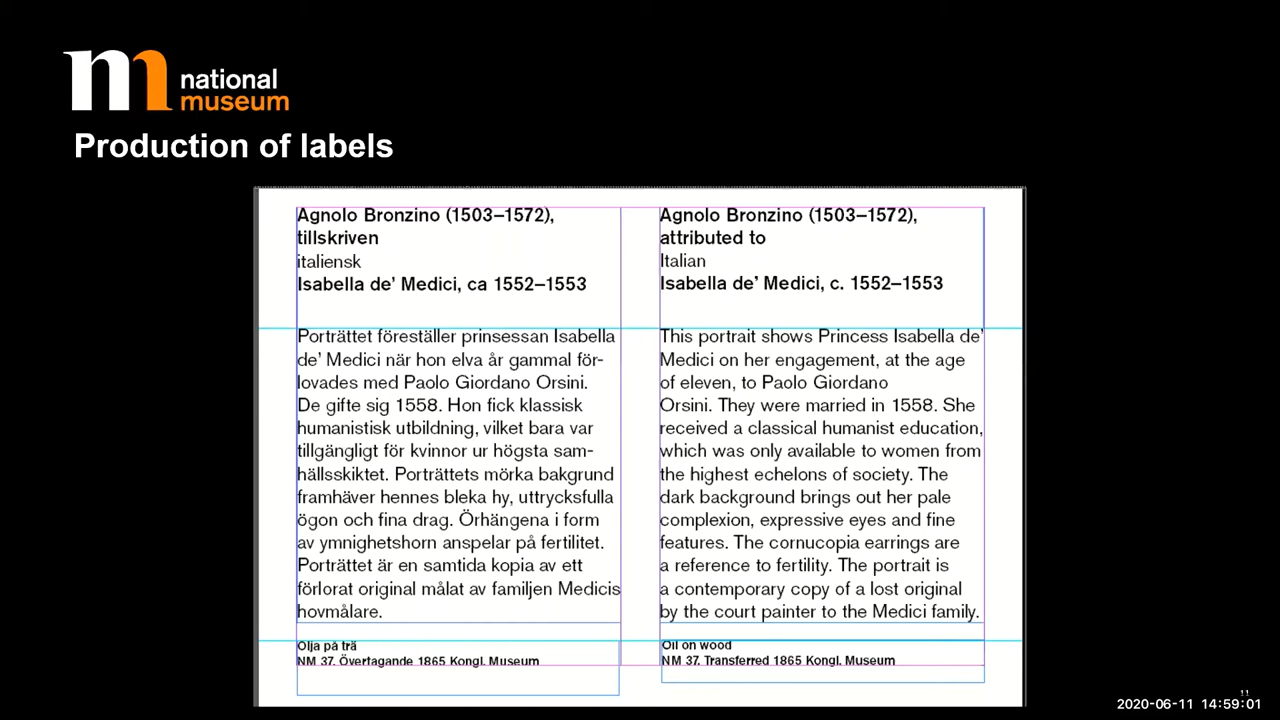 national
museum
Production of labels
Agnolo Bronzino (1503–1572),
tillskriven
italiensk
Isabella de’ Medici, ca 1552–1553
Porträttet föreställer prinsessan Isabella
de’ Medici när hon elva år gammal för-
lovades med Paolo Giordano Orsini.
De gifte sig 1558. Hon fick klassisk
humanistisk utbildning, vilket bara var
tillgängligt för kvinnor ur högsta sam-
hällsskiktet. Porträttets mörka bakgrund
framhäver hennes bleka hy, uttrycksfulla
ögon och fina drag. Örhängena i form
av ymnighetshorn anspelar på fertilitet.
Porträttet är en samtida kopia av ett
förlorat original målat av familjen Medicis
hovmålare.
Olja på trä
NM 37, Övertagande 1865 Kongl. Museum
Agnolo Bronzino (1503–1572),
attributed to
Italian
Isabella de’ Medici, c. 1552–1553
This portrait shows Princess Isabella de’
Medici on her engagement, at the age
of eleven, to Paolo Giordano
Orsini. They were married in 1558. She
received a classical humanist education,
which was only available to women from
the highest echelons of society. The
dark background brings out her pale
complexion, expressive eyes and fine
features. The cornucopia earrings are
a reference to fertility. The portrait is
a contemporary copy of a lost original
by the court painter to the Medici family.
Oil on wood
NM 37, Transferred 1865 Kongl. Museum
11
2020-06-11 14:59:01